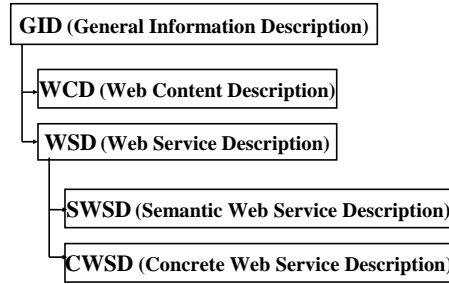 GID (General Information Description)
WCD (Web Content Description)
WSD (Web Service Description)
SWSD (Semantic Web Service Description)
CWSD (Concrete Web Service Description)